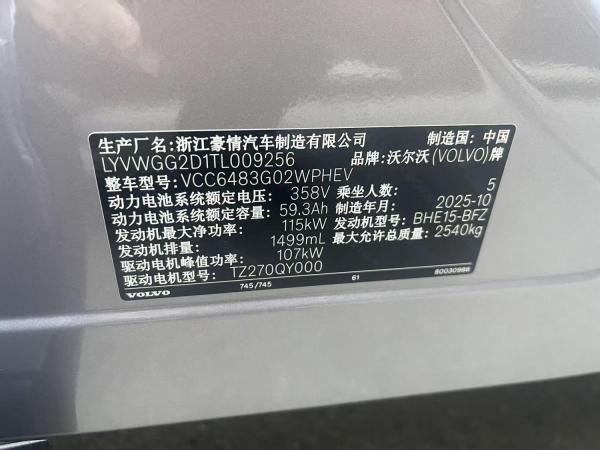 生产厂名: 浙江豪情汽车制造有限公司 制造国: 中国
LYVWGG2D1TL009256 品牌: 沃尔沃(VOLVO)牌
整车型号: VCC6483G02WPHEV
动力电池系统额定电压: 358V 乘坐人数: 5
动力电池系统额定容量: 59.3Ah 制造年月: 2025-10
发动机最大净功率: 115kW 发动机型号: BHE15-BFZ
发动机排量: 1499mL 最大允许总质量: 2540kg
驱动电机峰值功率: 107kW
驱动电机型号: TZ270QY000
VOLVO 745/745 61 80030986